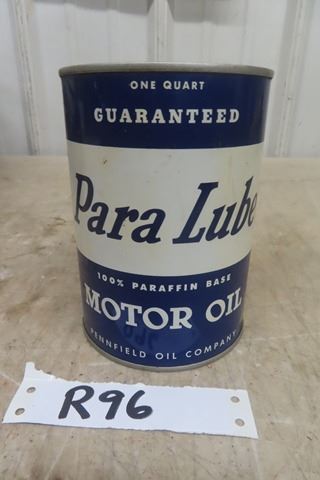 ONE QUART
GUARANTEED
Para Lube
100% PARAFFIN BASE
MOTOR OIL
PENNFIELD OIL COMPANY
R96